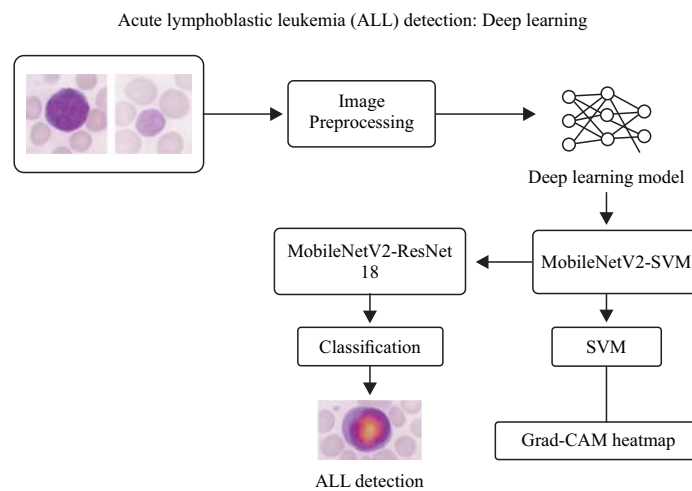 Acute lymphoblastic leukemia (ALL) detection: Deep learning
Image
Preprocessing
Deep learning model
MobileNetV2-ResNet
18
MobileNetV2-SVM
Classification
SVM
Grad-CAM heatmap
ALL detection